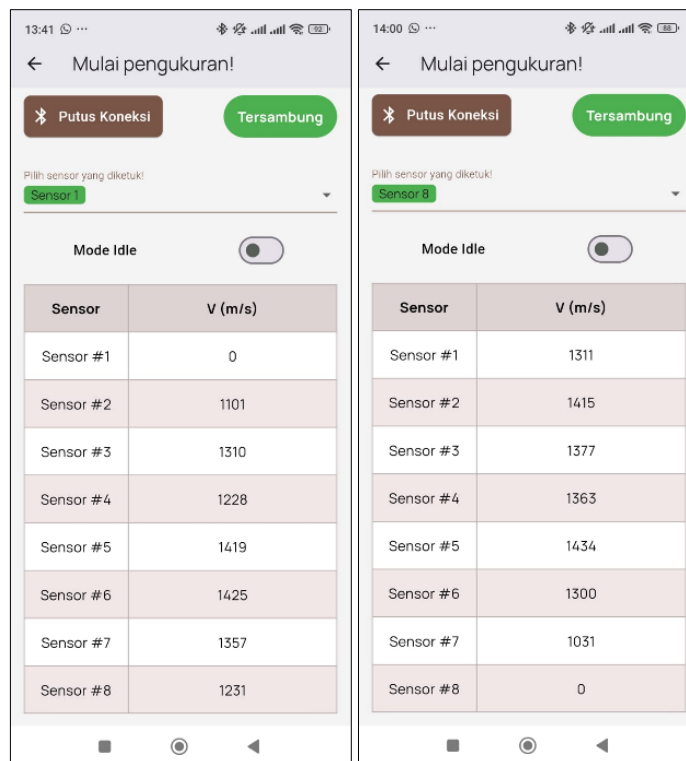 13:41 ...
92
Mulai pengukuran!
Putus Koneksi
Tersambung
Pilih sensor yang diketuk!
Sensor 1
Mode Idle
Sensor V (m/s)
Sensor #1 0
Sensor #2 1101
Sensor #3 1310
Sensor #4 1228
Sensor #5 1419
Sensor #6 1425
Sensor #7 1357
Sensor #8 1231
14:00 ...
88
Mulai pengukuran!
Putus Koneksi
Tersambung
Pilih sensor yang diketuk!
Sensor 8
Mode Idle
Sensor V (m/s)
Sensor #1 1311
Sensor #2 1415
Sensor #3 1377
Sensor #4 1363
Sensor #5 1434
Sensor #6 1300
Sensor #7 1031
Sensor #8 0